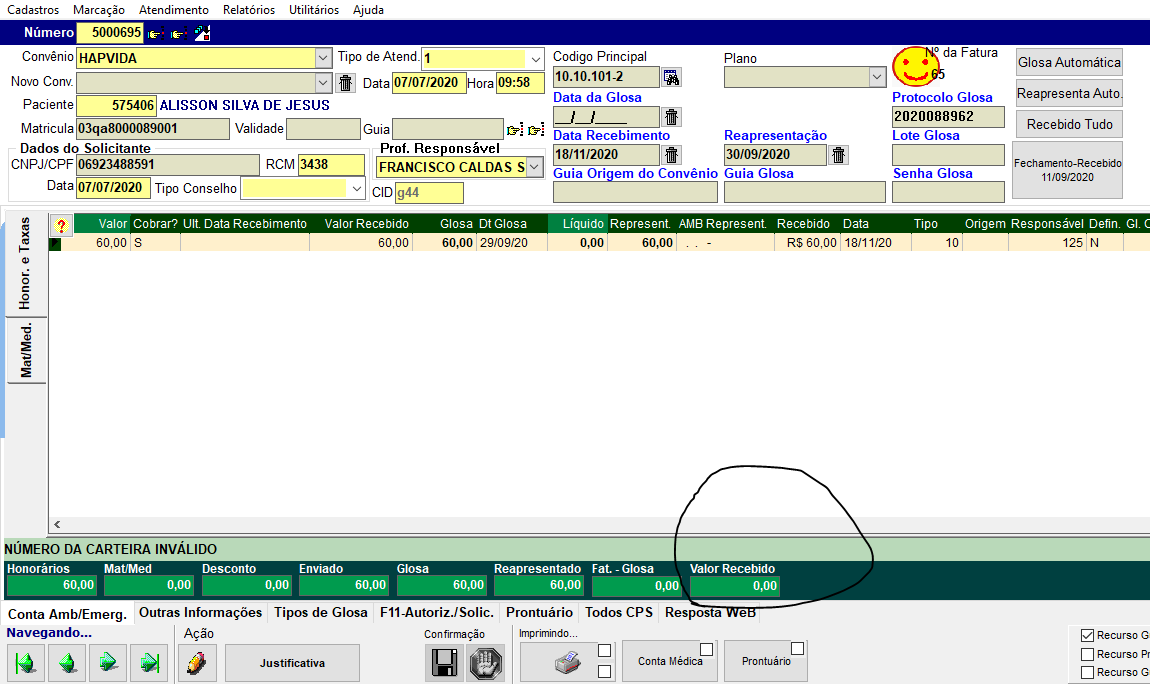 Cadastros Marcação Atendimento Relatórios Utilitários Ajuda
Número 5000695
Convênio HAPVIDA Tipo de Atend. 1 Codigo Principal Plano Nº da Fatura Glosa Automática
Novo Conv. Data 07/07/2020 Hora 09:58 10.10.101-2 65
Paciente 575406 ALISSON SILVA DE JESUS Data da Glosa Protocolo Glosa Reapresenta Auto.
Matricula 03qa8000089001 Validade Guia __/__/____ 2020088962 Recebido Tudo
Dados do Solicitante Prof. Responsável Data Recebimento Reapresentação Lote Glosa
CNPJ/CPF 06923488591 RCM 3438 FRANCISCO CALDAS S 18/11/2020 30/09/2020 Fechamento-Recebido
11/09/2020
Data 07/07/2020 Tipo Conselho CID g44 Guia Origem do Convênio Guia Glosa Senha Glosa
Honor. e Taxas
Mat/Med.
? Valor Cobrar? Ult. Data Recebimento Valor Recebido Glosa Dt Glosa Líquido Represent. AMB Represent. Recebido Data Tipo Origem Responsável Defin. Gl.
60,00 S 60,00 60,00 29/09/20 0,00 60,00 . . - R$ 60,00 18/11/20 10 125 N
NÚMERO DA CARTEIRA INVÁLIDO
Honorários Mat/Med Desconto Enviado Glosa Reapresentado Fat. - Glosa Valor Recebido
60,00 0,00 0,00 60,00 60,00 60,00 0,00 0,00
Conta Amb/Emerg. Outras Informações Tipos de Glosa F11-Autoriz./Solic. Prontuário Todos CPS Resposta WeB
Navegando... Ação Confirmação Imprimindo...
Justificativa Conta Médica Prontuário
Recurso
Recurso
Recurso